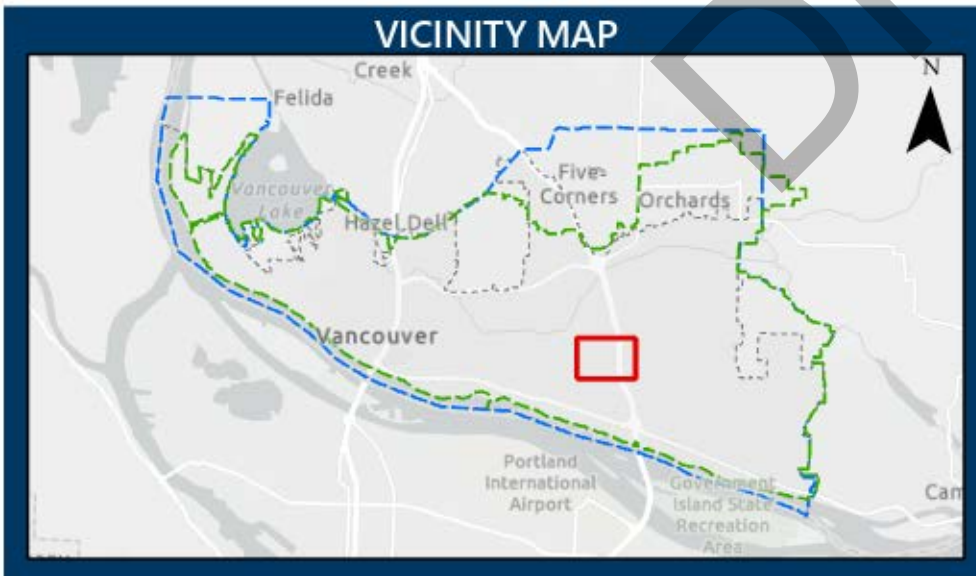 VICINITY MAP
Creek
N
Felida
Five
Corners
Orchards
Vancouver
Lake
Hazel Dell
Vancouver
Portland
International
Airport
Government
Island State
Recreation
Area
Cam